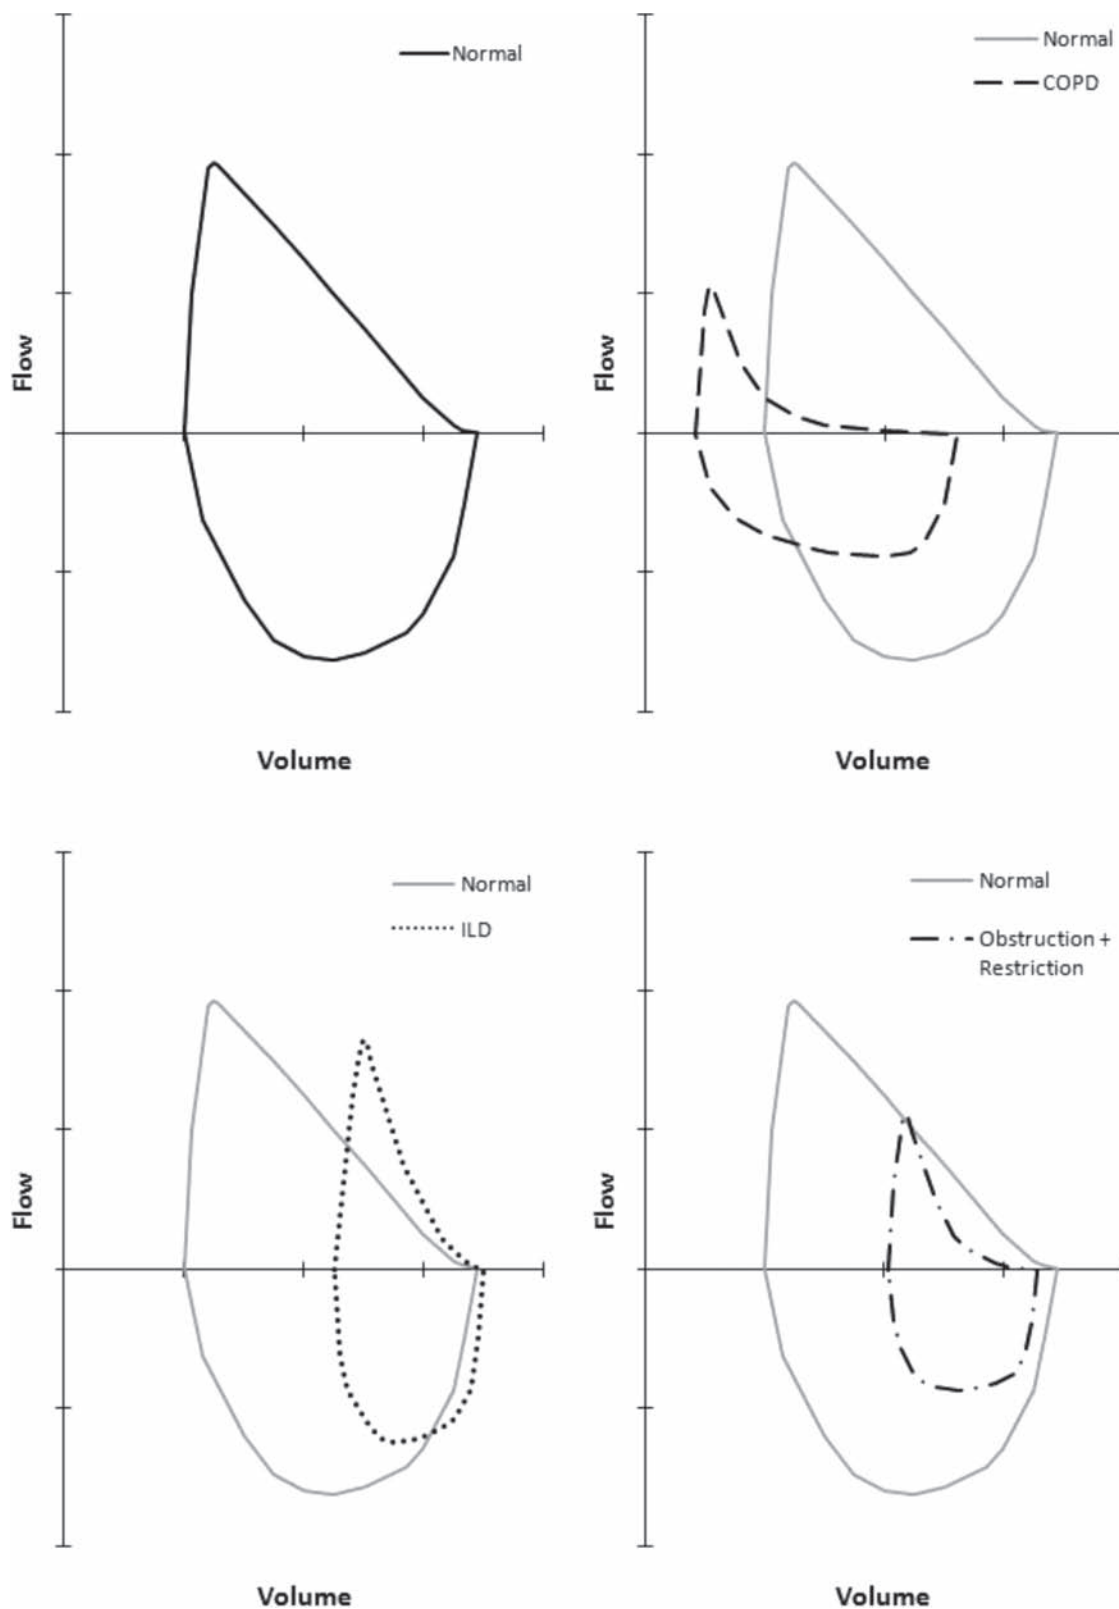 Normal
Flow
Volume
Normal
COPD
Flow
Volume
Normal
ILD
Flow
Volume
Normal
Obstruction +
Restriction
Flow
Volume